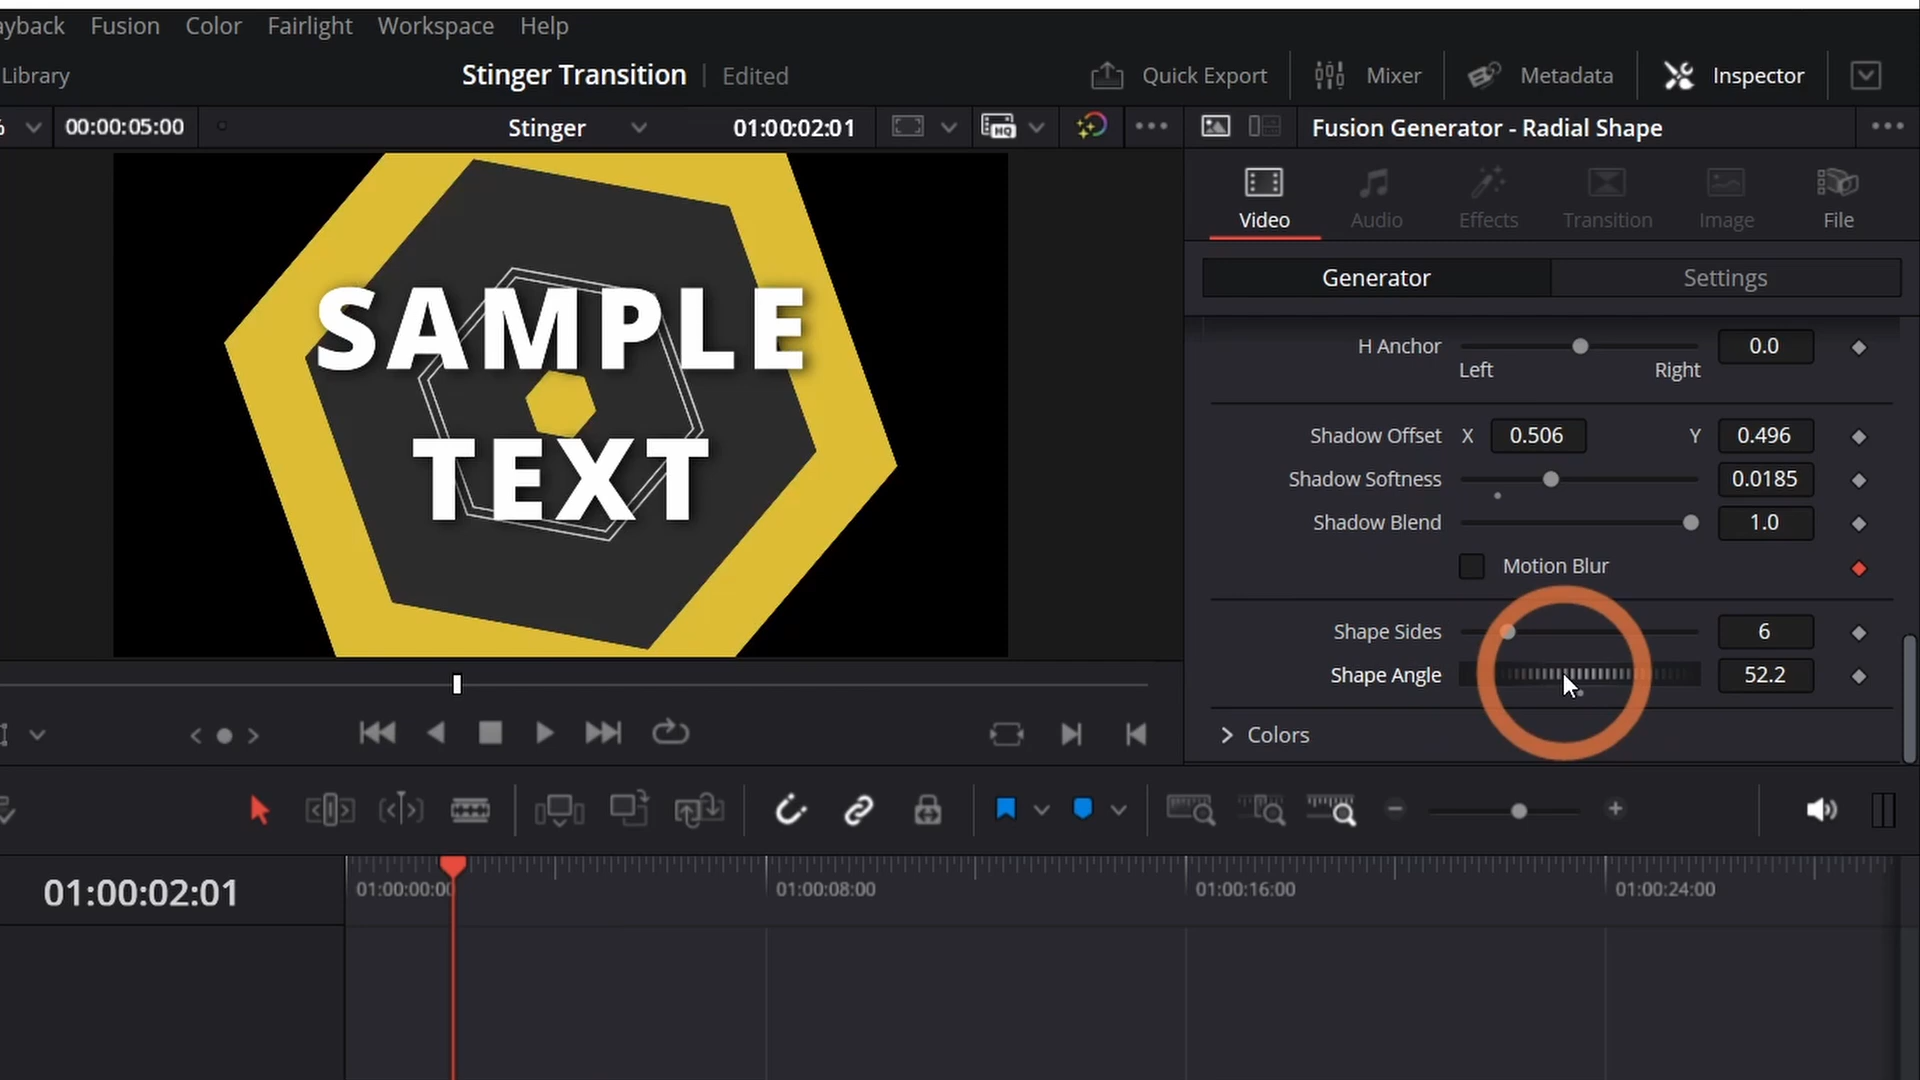 ayback Fusion Color Fairlight Workspace Help
Library
Stinger Transition
Edited
Quick Export
Mixer
Metadata
Inspector
%
00:00:05:00
Stinger
01:00:02:01
HQ
Fusion Generator - Radial Shape
Video
Audio
Effects
Transition
Image
File
Generator
Settings
SAMPLE
TEXT
H Anchor 0.0
Left Right
Shadow Offset X 0.506 Y 0.496
Shadow Softness 0.0185
Shadow Blend 1.0
Motion Blur
Shape Sides 6
Shape Angle 52.2
Colors
01:00:02:01
01:00:00:00
01:00:08:00
01:00:16:00
01:00:24:00